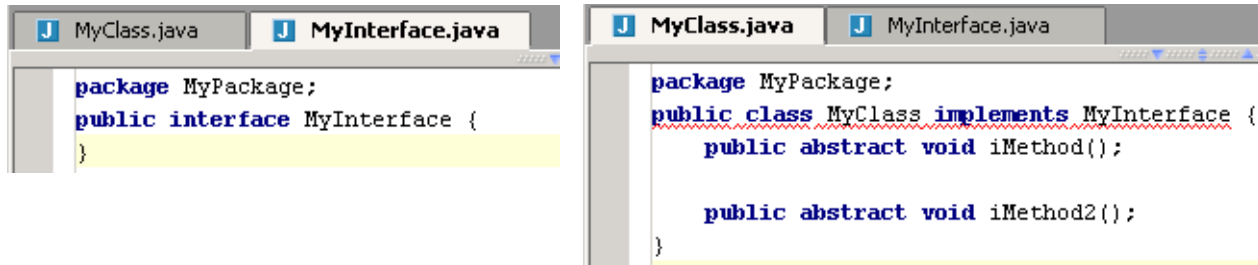 MyClass.java
MyInterface.java
package MyPackage;
public interface MyInterface {
}
MyClass.java
MyInterface.java
package MyPackage;
public class MyClass implements MyInterface {
public abstract void iMethod();
public abstract void iMethod2();
}